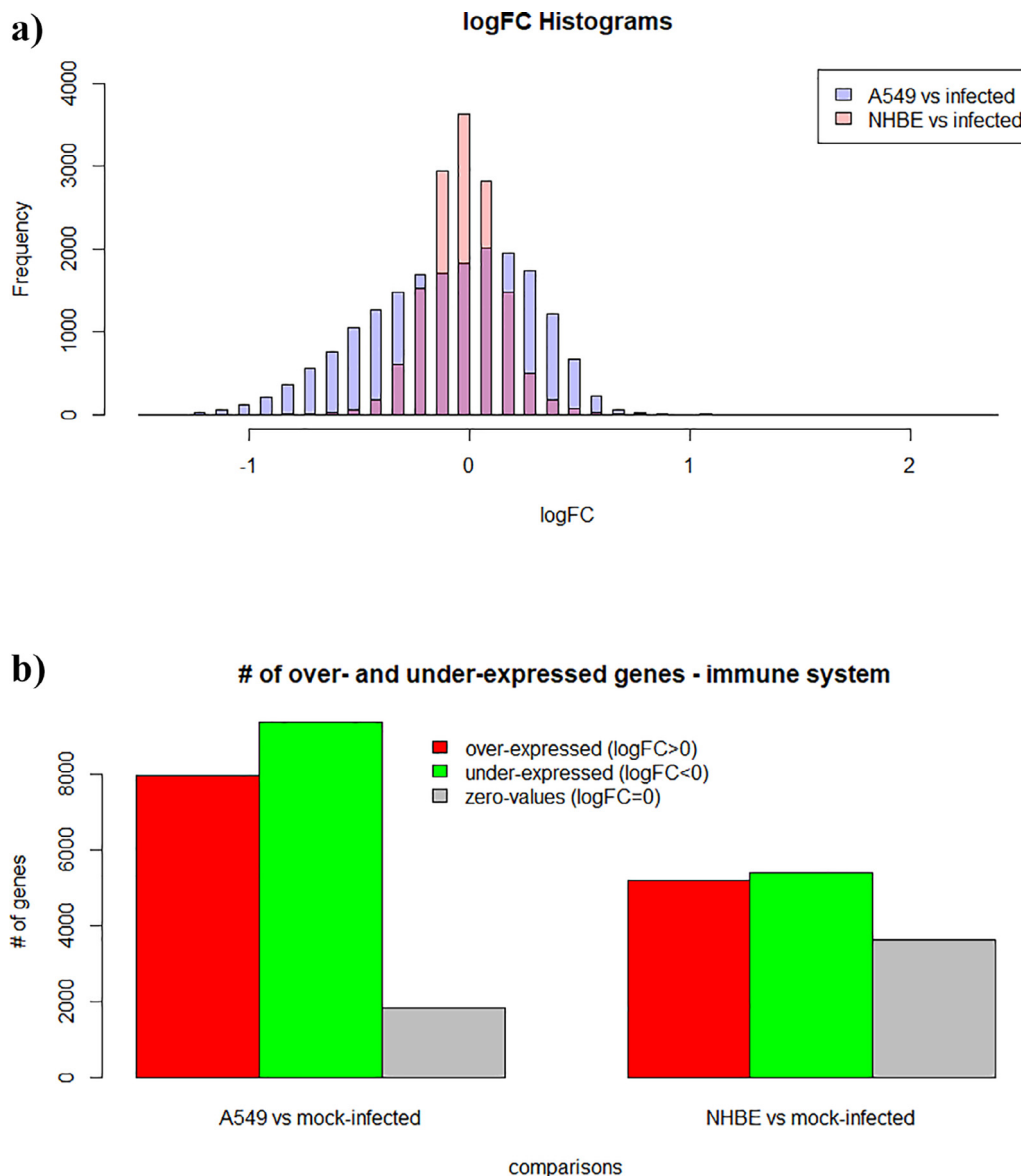 a)
logFC Histograms
A549 vs infected
NHBE vs infected
4000
3000
2000
1000
0
Frequency
-1 0 1 2
logFC
b)
# of over- and under-expressed genes - immune system
over-expressed (logFC>0)
under-expressed (logFC<0)
zero-values (logFC=0)
8000
6000
4000
2000
0
# of genes
A549 vs mock-infected NHBE vs mock-infected
comparisons